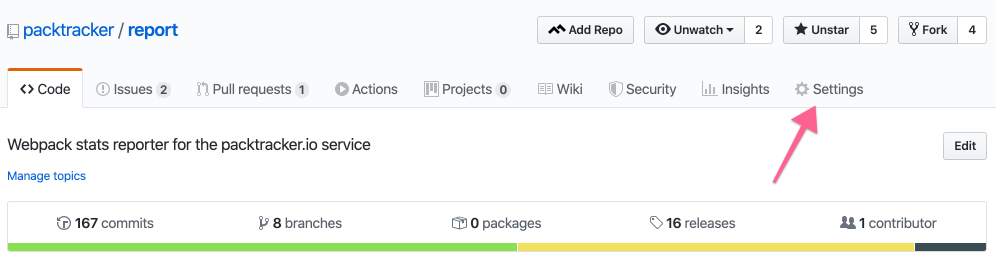 packtracker / report
Add Repo Unwatch 2 Unstar 5 Fork 4
Code Issues 2 Pull requests 1 Actions Projects 0 Wiki Security Insights Settings
Webpack stats reporter for the packtracker.io service
Edit
Manage topics
167 commits 8 branches 0 packages 16 releases 1 contributor